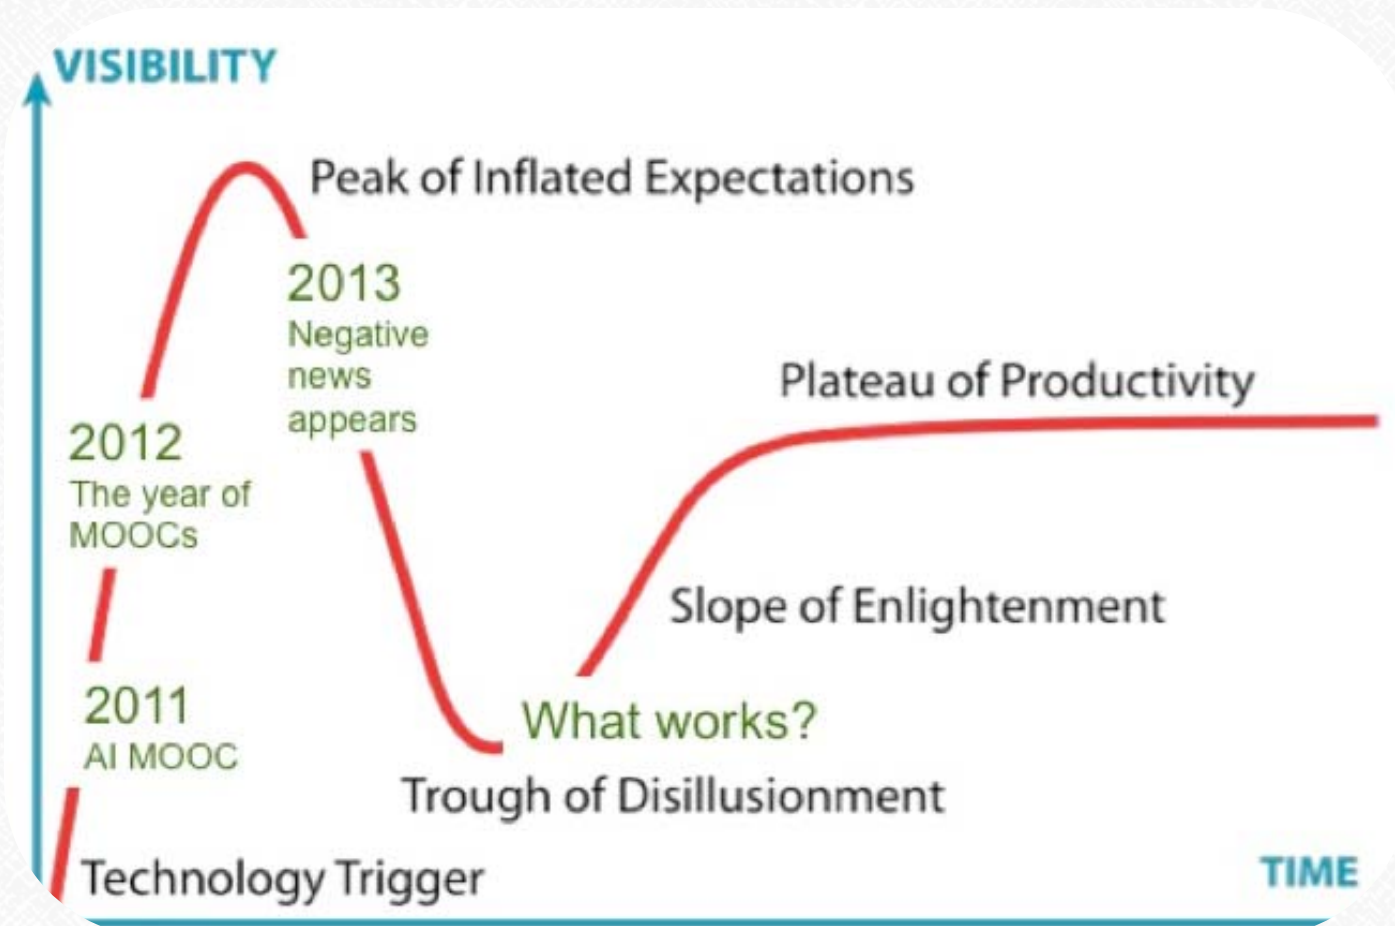 VISIBILITY
Peak of Inflated Expectations
2013
Negative
news
appears
Plateau of Productivity
2012
The year of
MOOCs
Slope of Enlightenment
2011
AI MOOC
What works?
Trough of Disillusionment
Technology Trigger
TIME